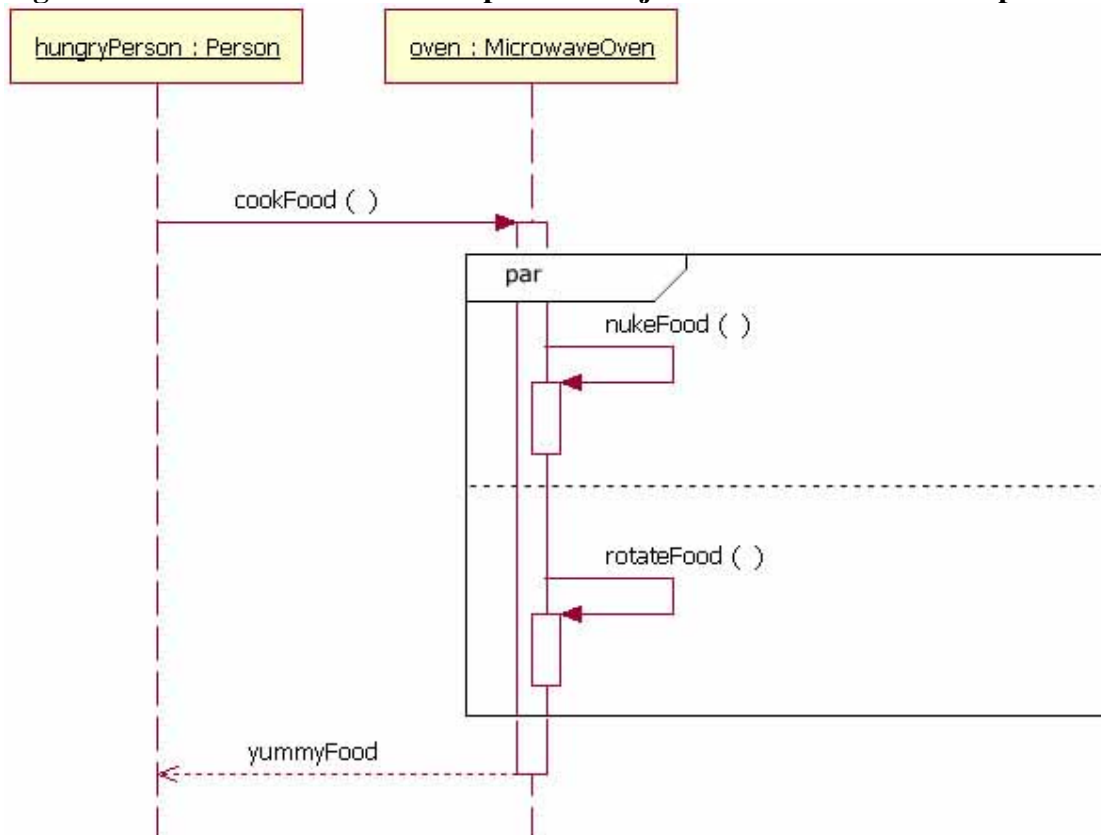 hungryPerson : Person
oven : MicrowaveOven
cookFood ( )
par
nukeFood ( )
rotateFood ( )
yummyFood